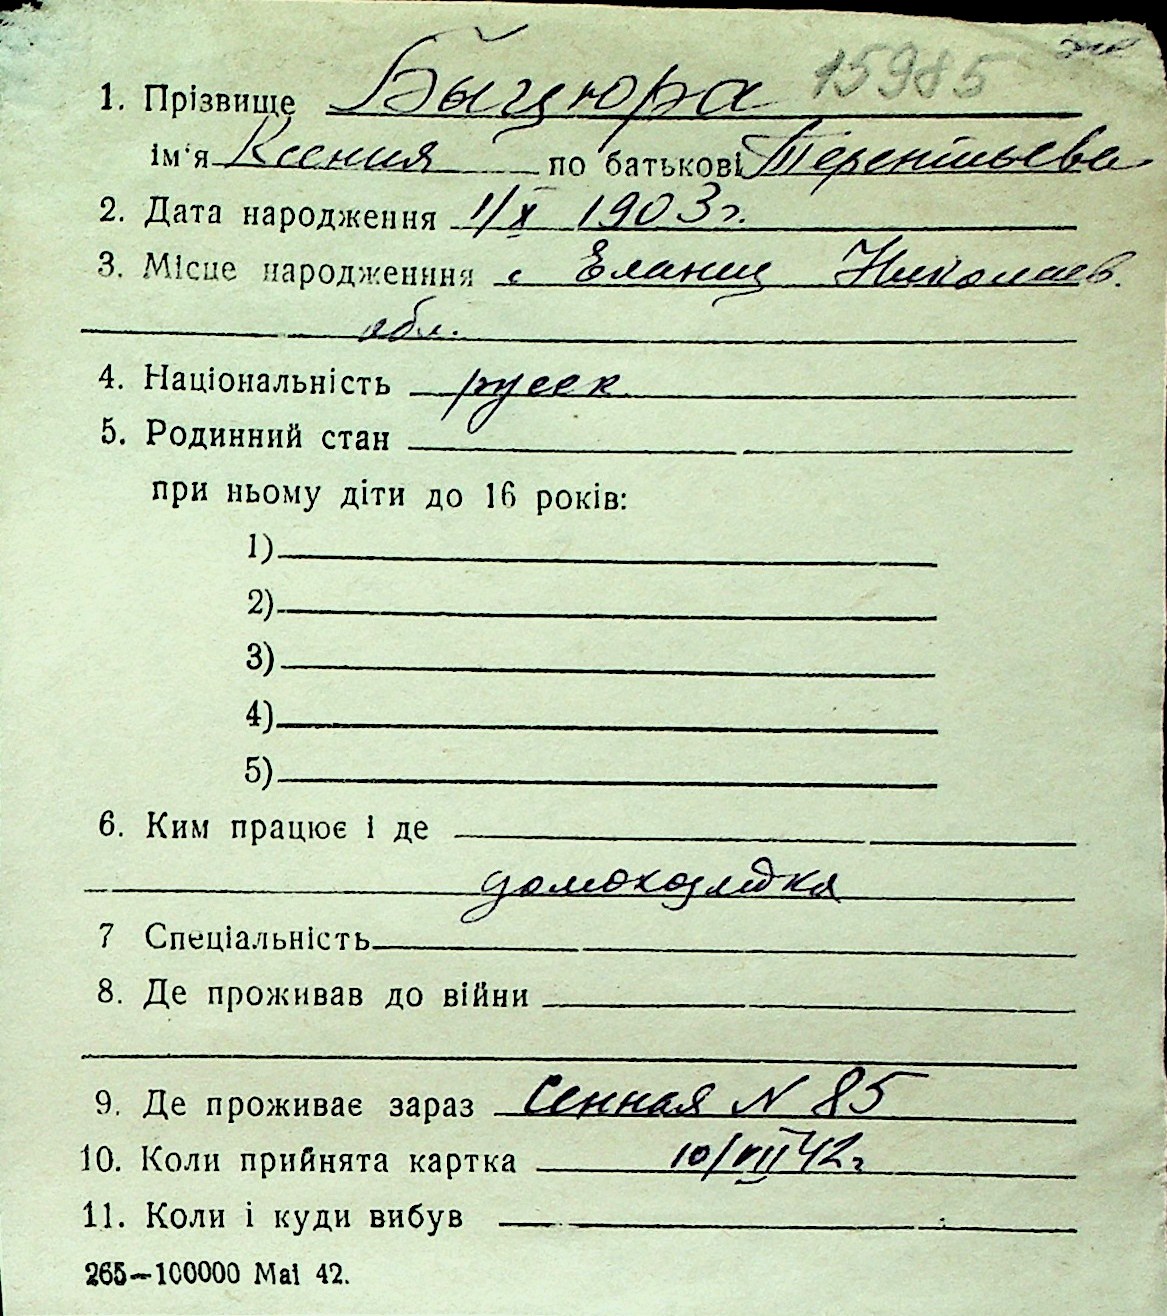 1. Прізвище Быцюра 15985
ім'я Ксения по батькові Терентьева
2. Дата народження 1/X 1903 г.
3. Місце народженння с Еланец Николаев.
обл.
4. Національність русск
5. Родинний стан
при ньому діти до 16 років:
1)
2)
3)
4)
5)
6. Ким працює і де
домохозяйка
7 Спеціальність
8. Де проживав до війни
9. Де проживає зараз Сенная N 85
10. Коли прийнята картка 10/VII 42 г
11. Коли і куди вибув
265—100000 Mai 42.